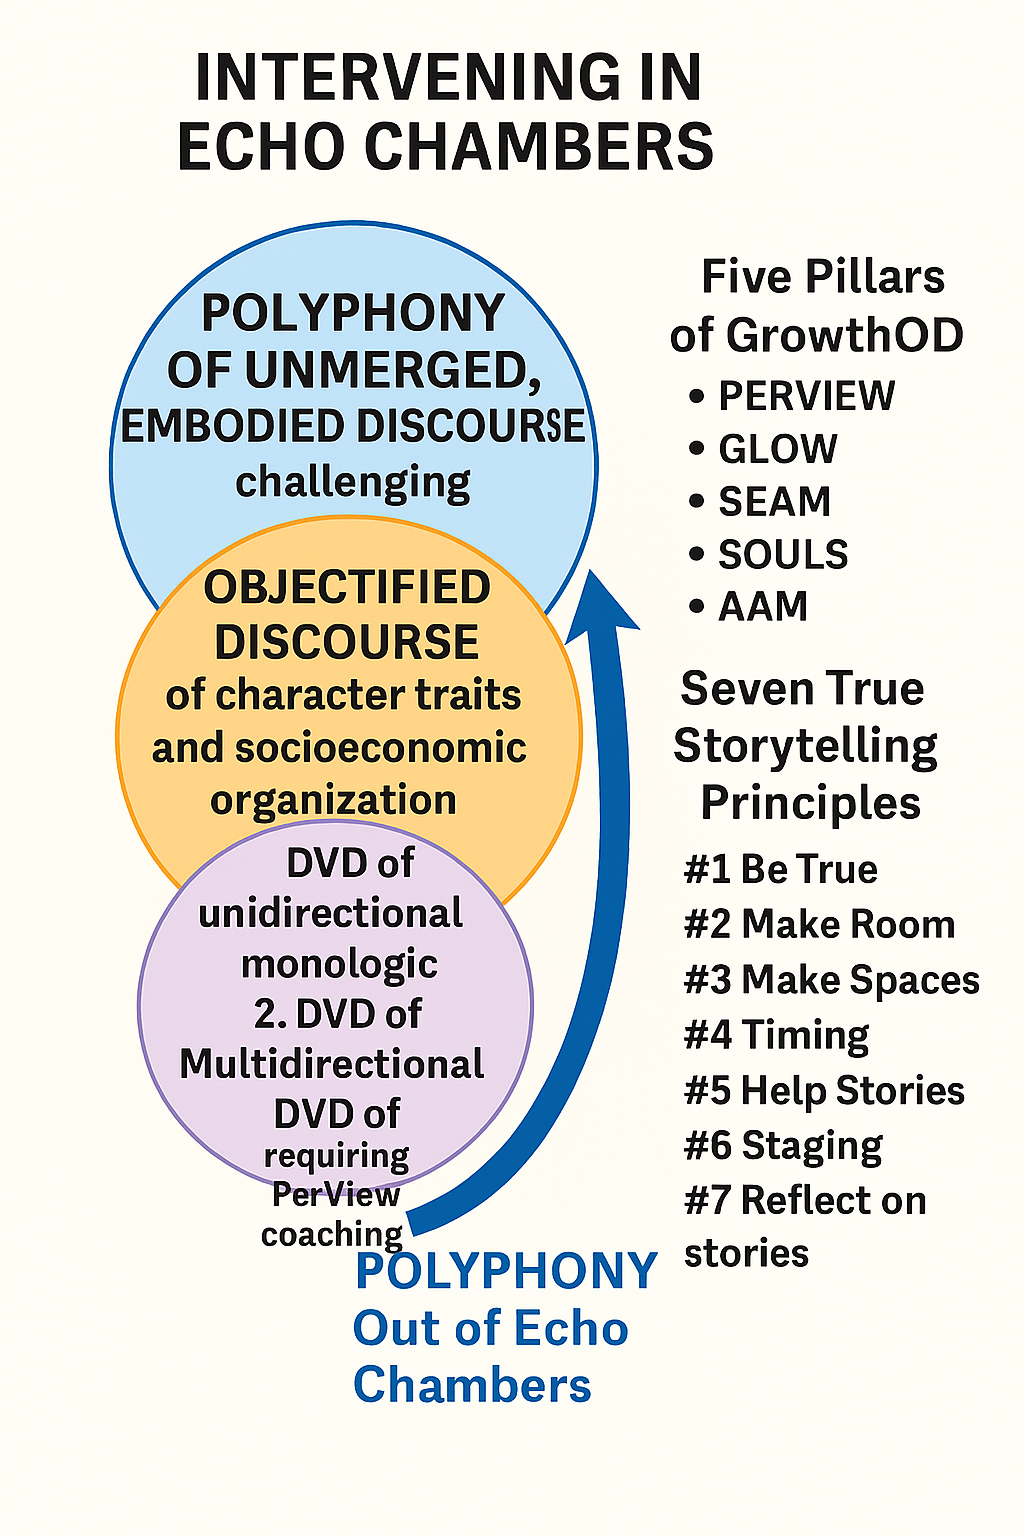 INTERVENING IN
ECHO CHAMBERS
POLYPHONY
OF UNMERGED,
EMBODIED DISCOURSE
challenging
OBJECTIFIED
DISCOURSE
of character traits
and socioeconomic
organization
DVD of
unidirectional
monologic
2. DVD of
Multidirectional
DVD of
requiring
PerView
coaching
POLYPHONY
Out of Echo
Chambers
Five Pillars
of GrowthOD
• PERVIEW
• GLOW
• SEAM
• SOULS
• AAM
Seven True
Storytelling
Principles
#1 Be True
#2 Make Room
#3 Make Spaces
#4 Timing
#5 Help Stories
#6 Staging
#7 Reflect on
stories